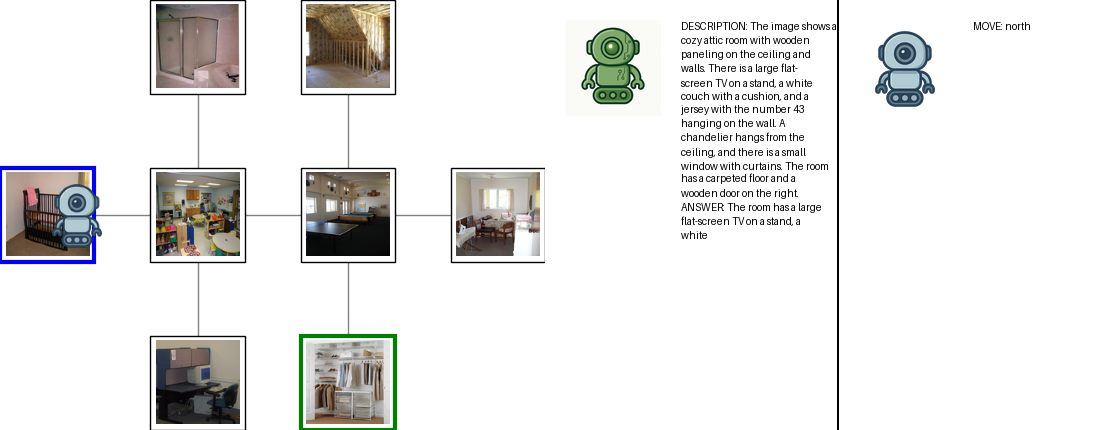 DESCRIPTION: The image shows a
cozy attic room with wooden
paneling on the ceiling and
walls. There is a large flat-
screen TV on a stand, a white
couch with a cushion, and a
jersey with the number 43
hanging on the wall. A
chandelier hangs from the
ceiling, and there is a small
window with curtains. The room
has a carpeted floor and a
wooden door on the right.
ANSWER: The room has a large
flat-screen TV on a stand, a
white
MOVE: north